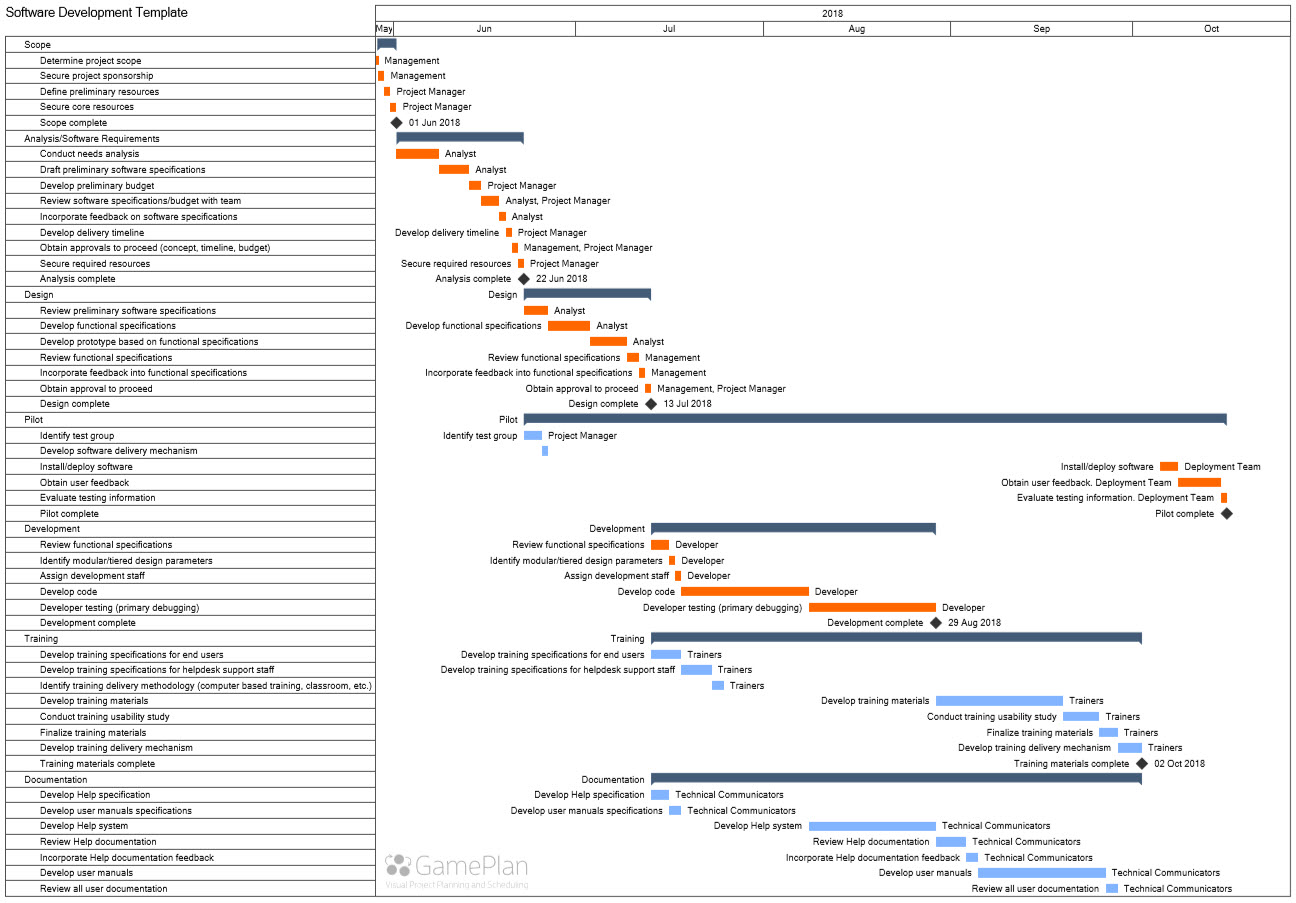 Software Development Template
2018
May Jun Jul Aug Sep Oct
Scope
Determine project scope Management
Secure project sponsorship Management
Define preliminary resources Project Manager
Secure core resources Project Manager
Scope complete 01 Jun 2018
Analysis/Software Requirements
Conduct needs analysis Analyst
Draft preliminary software specifications Analyst
Develop preliminary budget Project Manager
Review software specifications/budget with team Analyst, Project Manager
Incorporate feedback on software specifications Analyst
Develop delivery timeline Develop delivery timeline Project Manager
Obtain approvals to proceed (concept, timeline, budget) Management, Project Manager
Secure required resources Secure required resources Project Manager
Analysis complete Analysis complete 22 Jun 2018
Design Design
Review preliminary software specifications Analyst
Develop functional specifications Develop functional specifications Analyst
Develop prototype based on functional specifications Analyst
Review functional specifications Review functional specifications Management
Incorporate feedback into functional specifications Incorporate feedback into functional specifications Management
Obtain approval to proceed Obtain approval to proceed Management, Project Manager
Design complete Design complete 13 Jul 2018
Pilot Pilot
Identify test group Identify test group Project Manager
Develop software delivery mechanism
Install/deploy software Install/deploy software Deployment Team
Obtain user feedback Obtain user feedback. Deployment Team
Evaluate testing information Evaluate testing information. Deployment Team
Pilot complete Pilot complete
Development Development
Review functional specifications Review functional specifications Developer
Identify modular/tiered design parameters Identify modular/tiered design parameters Developer
Assign development staff Assign development staff Developer
Develop code Develop code Developer
Developer testing (primary debugging) Developer testing (primary debugging) Developer
Development complete Development complete 29 Aug 2018
Training Training
Develop training specifications for end users Develop training specifications for end users Trainers
Develop training specifications for helpdesk support staff Develop training specifications for helpdesk support staff Trainers
Identify training delivery methodology (computer based training, classroom, etc.) Trainers
Develop training materials Develop training materials Trainers
Conduct training usability study Conduct training usability study Trainers
Finalize training materials Finalize training materials Trainers
Develop training delivery mechanism Develop training delivery mechanism Trainers
Training materials complete Training materials complete 02 Oct 2018
Documentation Documentation
Develop Help specification Develop Help specification Technical Communicators
Develop user manuals specifications Develop user manuals specifications Technical Communicators
Develop Help system Develop Help system Technical Communicators
Review Help documentation Review Help documentation Technical Communicators
Incorporate Help documentation feedback Incorporate Help documentation feedback Technical Communicators
Develop user manuals Develop user manuals Technical Communicators
Review all user documentation Review all user documentation Technical Communicators
GamePlan
Visual Project Planning and Scheduling